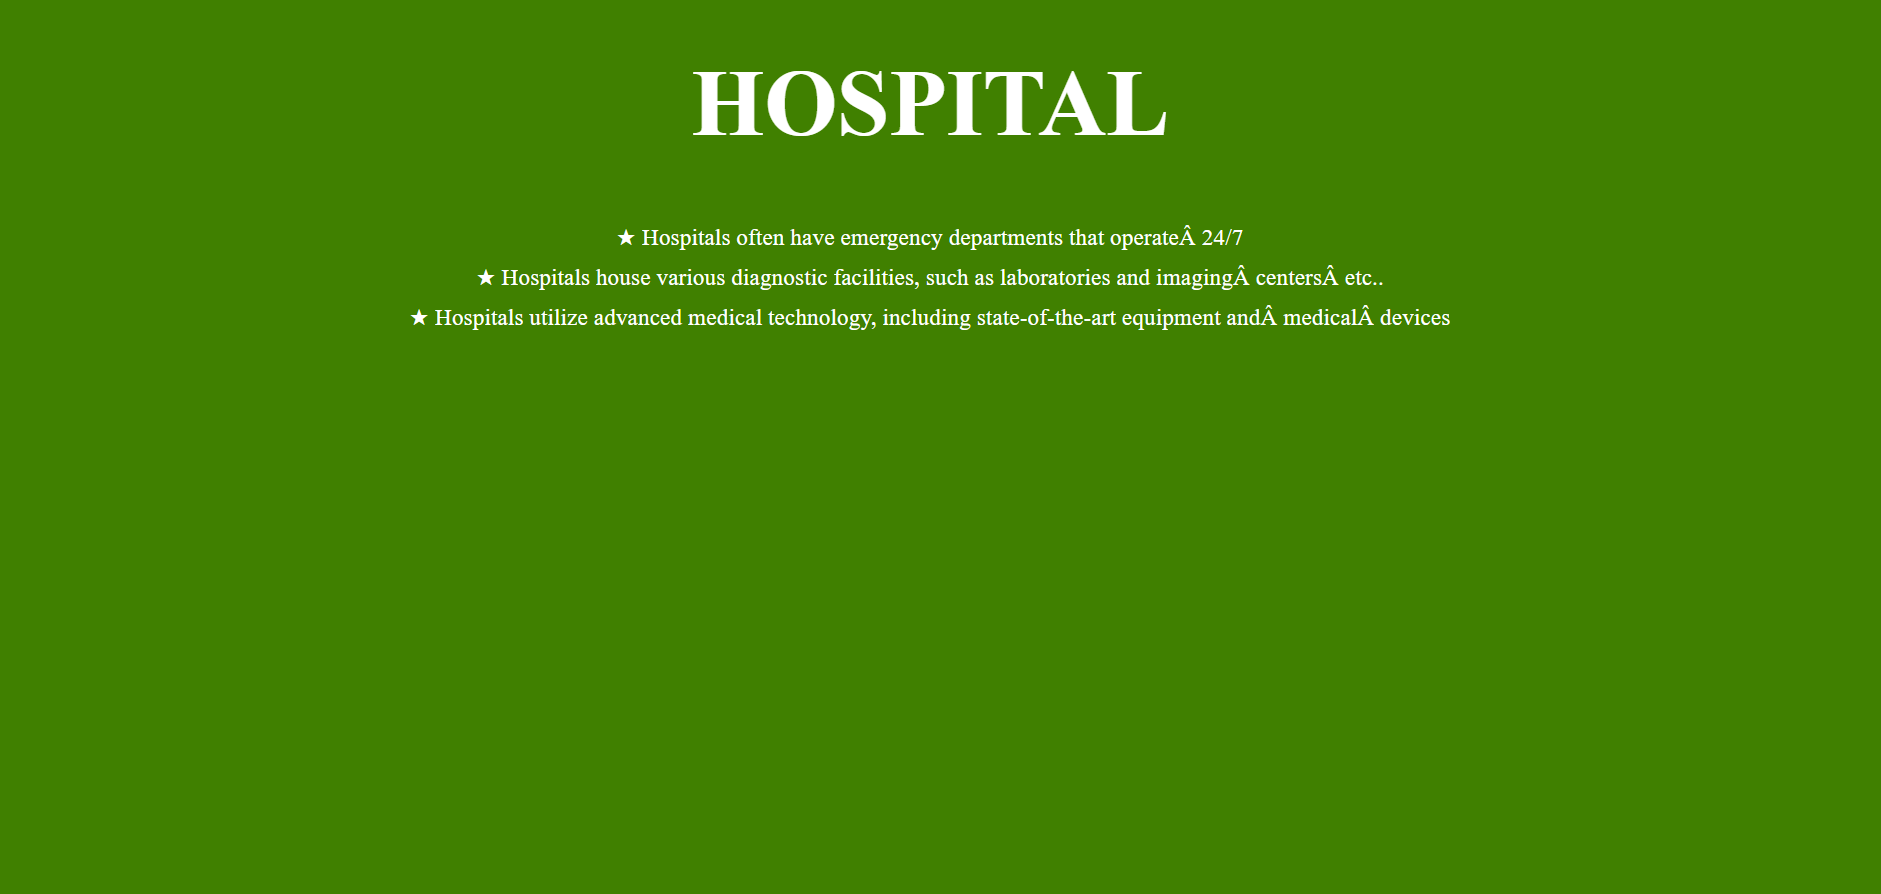 HOSPITAL
★ Hospitals often have emergency departments that operateÂ 24/7
★ Hospitals house various diagnostic facilities, such as laboratories and imagingÂ centersÂ etc..
★ Hospitals utilize advanced medical technology, including state-of-the-art equipment andÂ medicalÂ devices